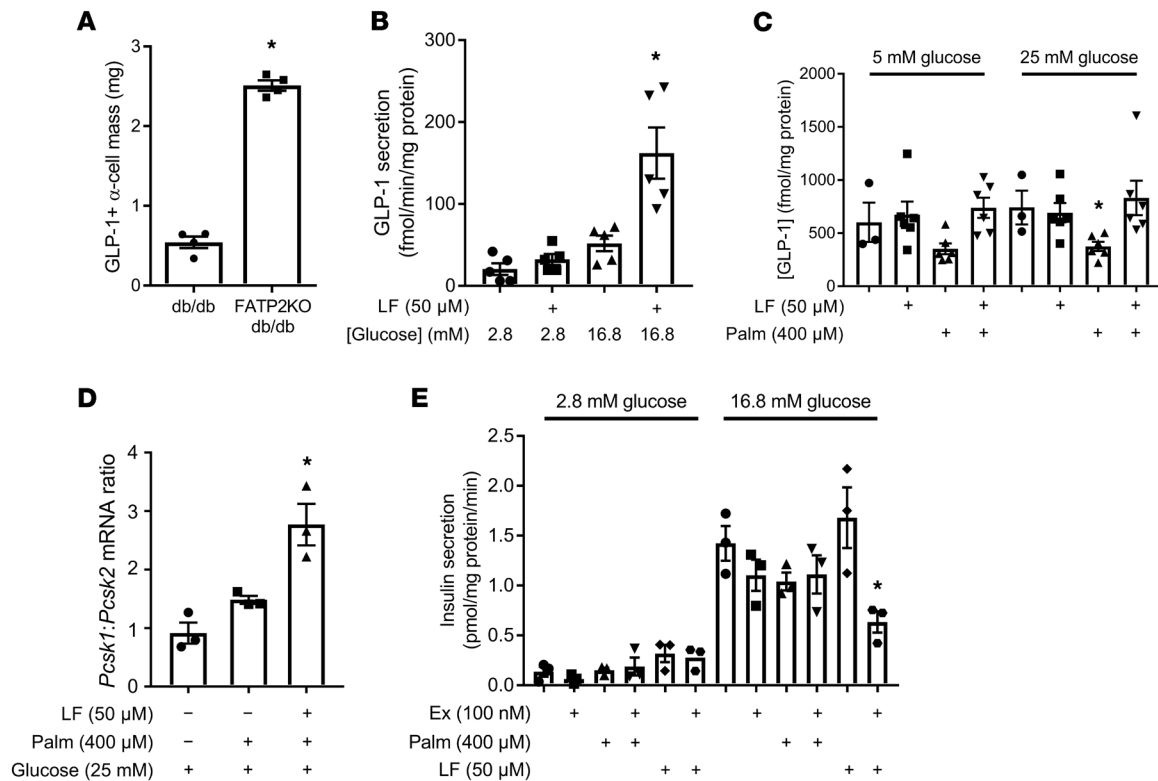 A
GLP-1+ α-cell mass (mg)
3
2
1
0
*
db/db
FATP2KO
db/db
B
GLP-1 secretion
(fmol/min/mg protein)
300
200
100
0
*
LF (50 μM)
+
+
[Glucose] (mM)
2.8
2.8
16.8
16.8
C
5 mM glucose
25 mM glucose
[GLP-1] (fmol/mg protein)
2000
1500
1000
500
0
*
LF (50 μM)
+ + + +
Palm (400 μM)
+ + + +
D
Pcsk1:Pcsk2 mRNA ratio
4
3
2
1
0
*
LF (50 μM)
– – +
Palm (400 μM)
– + +
Glucose (25 mM)
+ + +
E
2.8 mM glucose
16.8 mM glucose
Insulin secretion
(pmol/mg protein/min)
2.5
2.0
1.5
1.0
0.5
0.0
*
Ex (100 nM)
+ + + + + +
Palm (400 μM)
+ + + +
LF (50 μM)
+ + + +